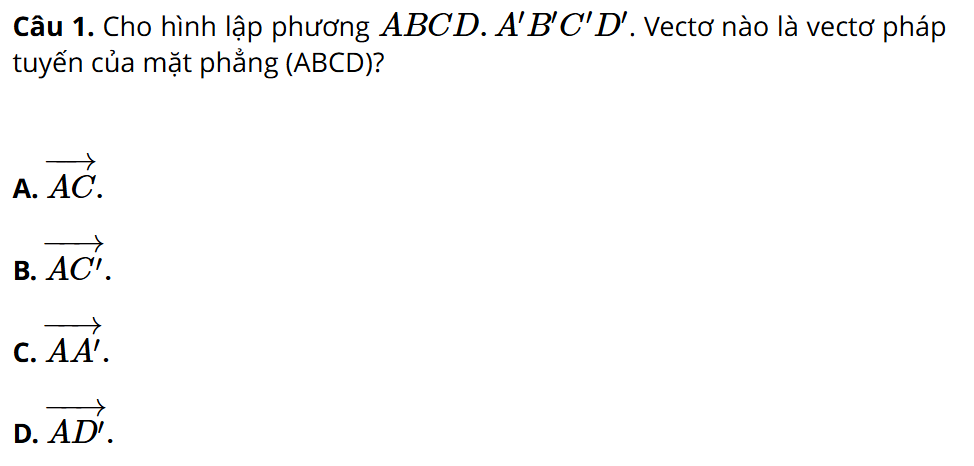 Câu 1. Cho hình lập phương $ABCD.A'B'C'D'$. Vectơ nào là vectơ pháp
tuyến của mặt phẳng (ABCD)?
A. $\overrightarrow{AC}$.
B. $\overrightarrow{AC'}$.
C. $\overrightarrow{AA'}$.
D. $\overrightarrow{AD'}$.